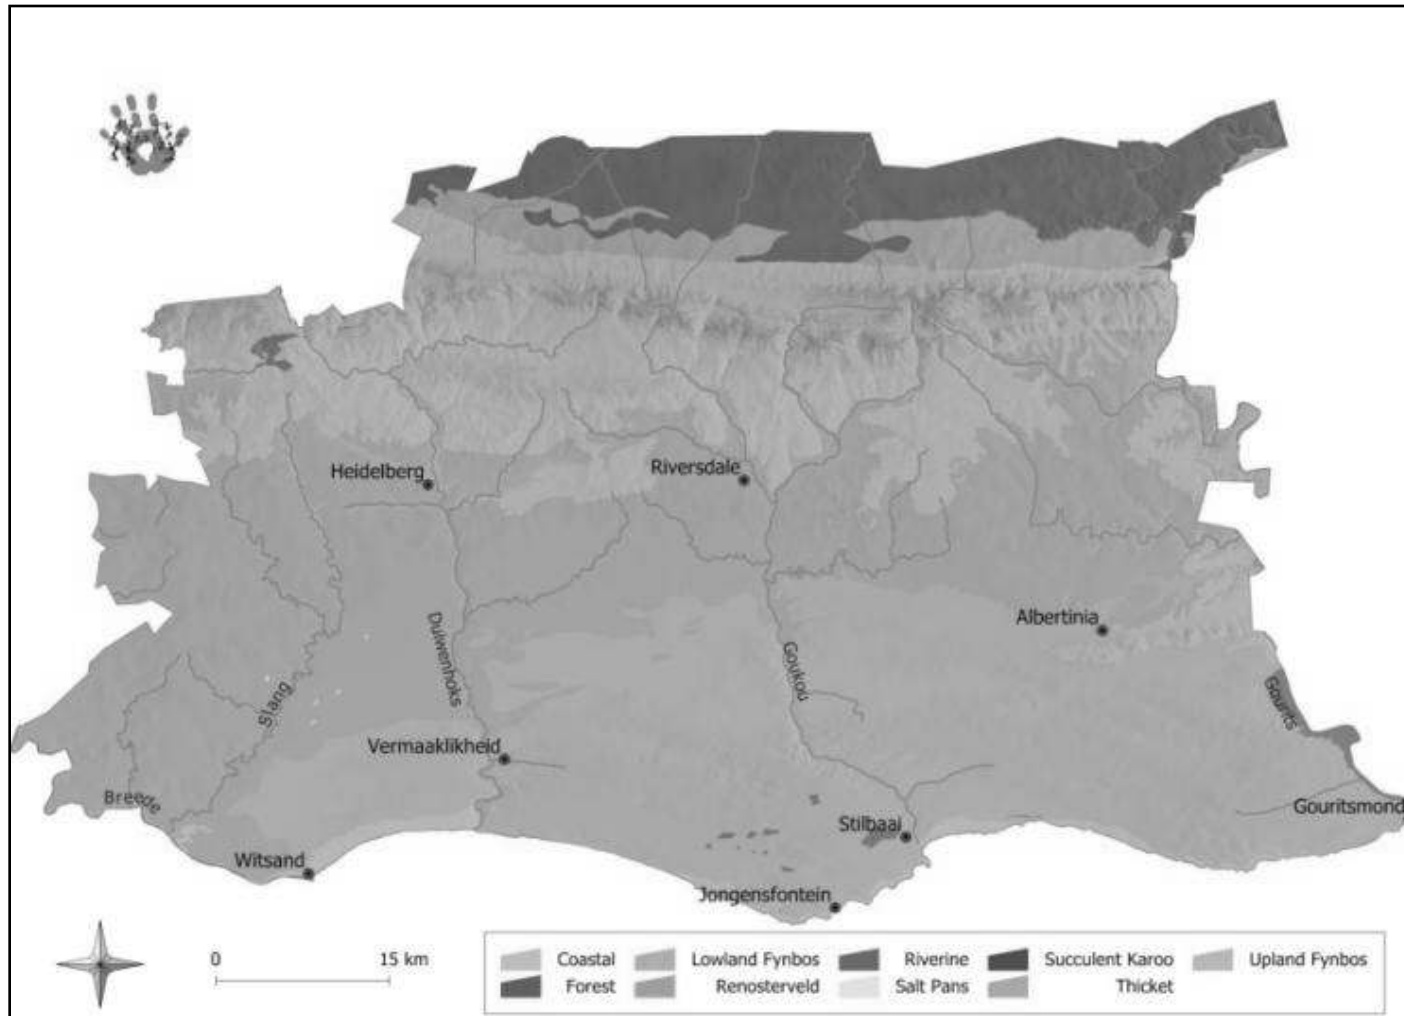 Heidelberg
Riversdale
Albertinia
Duiwenhoks
Goukou
Slang
Gourits
Vermaaklikheid
Breede
Gouritsmond
Stilbaai
Witsand
Jongensfontein
0 15 km
Coastal Lowland Fynbos Riverine Succulent Karoo Upland Fynbos
Forest Renosterveld Salt Pans Thicket